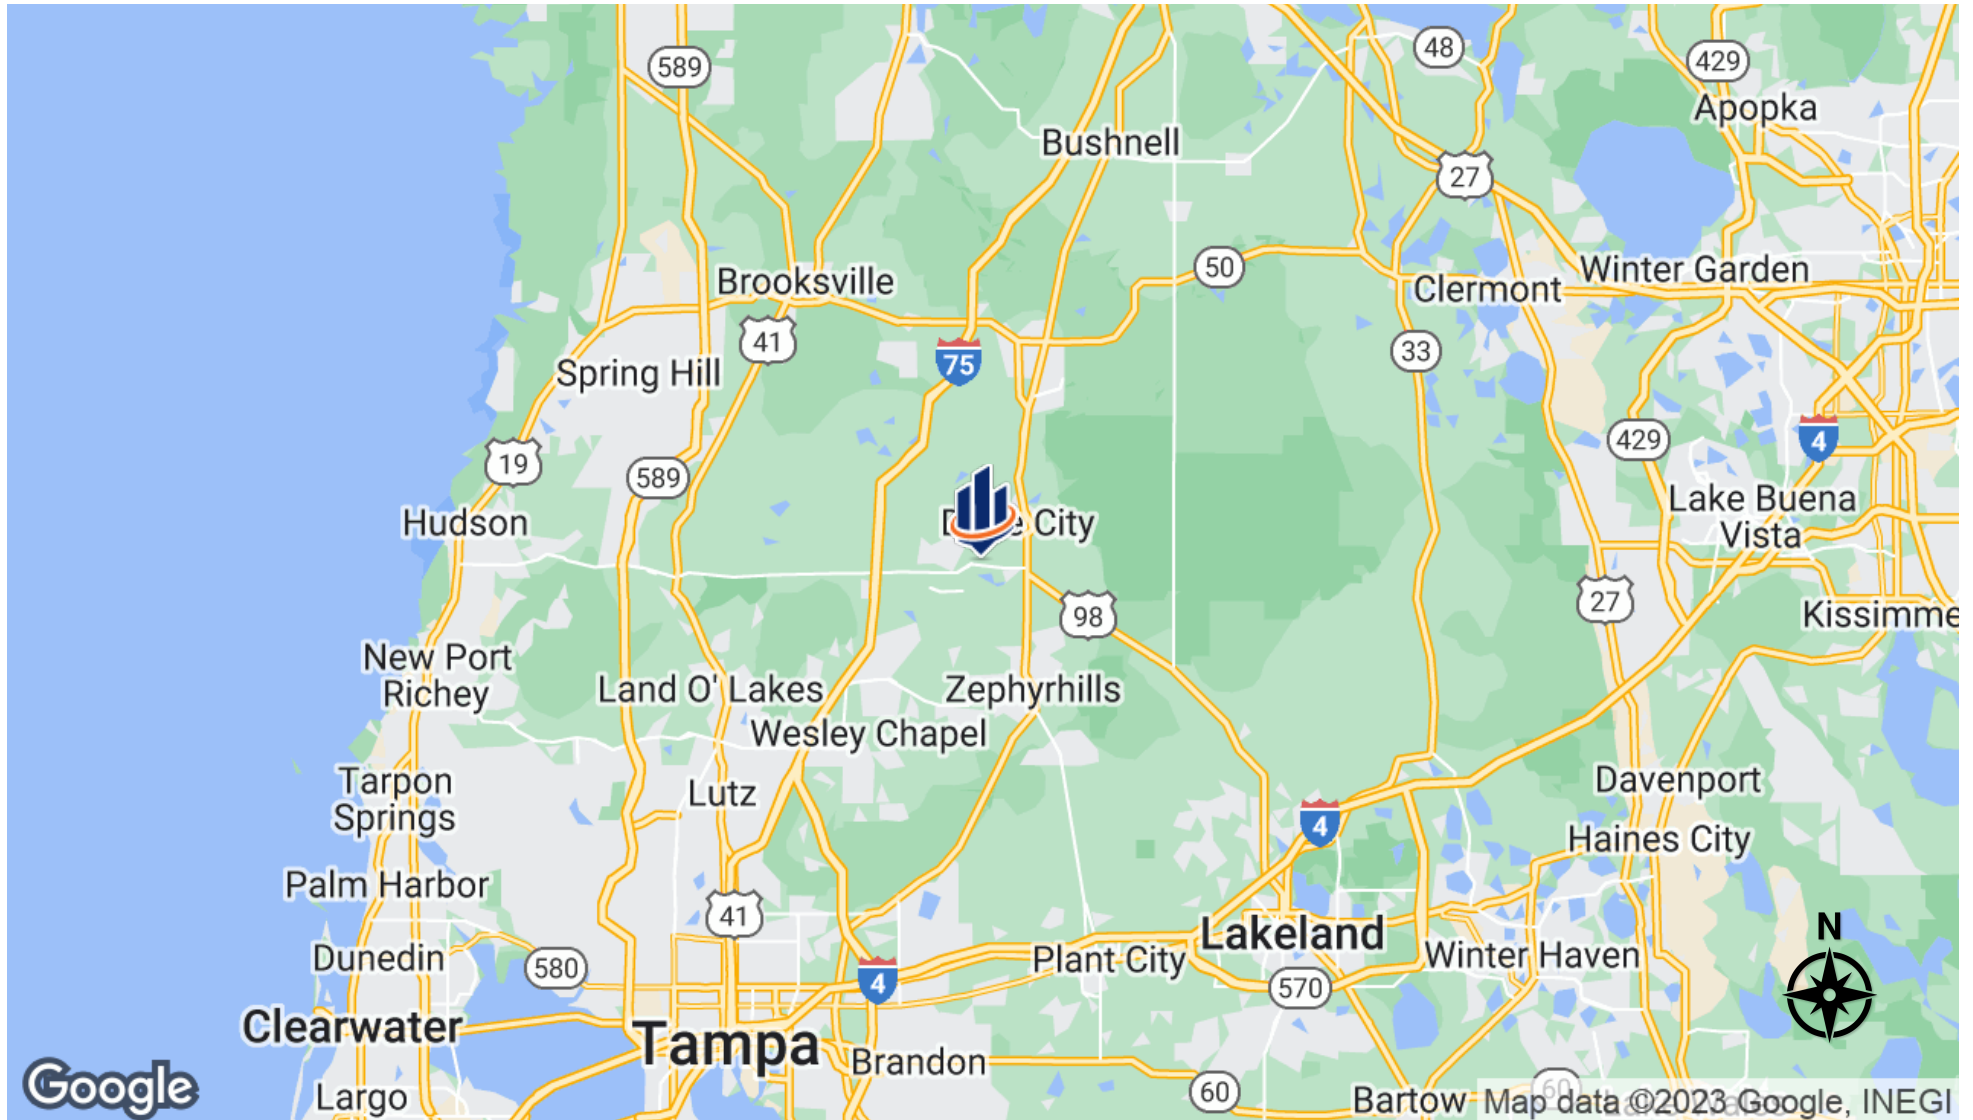 589
48
429
Apopka
Bushnell
27
50
Winter Garden
Brooksville
Clermont
41
33
75
Spring Hill
429
4
19
589
Lake Buena
Vista
Hudson
City
27
98
Kissimme
New Port
Richey
Land O' Lakes
Zephyrhills
Wesley Chapel
Tarpon
Springs
Lutz
Davenport
4
Haines City
Palm Harbor
41
N
Lakeland
Dunedin
580
Plant City
Winter Haven
4
570
Clearwater
Tampa
Brandon
Google
Largo
60
Bartow
60
Map data ©2023 Google, INEGI